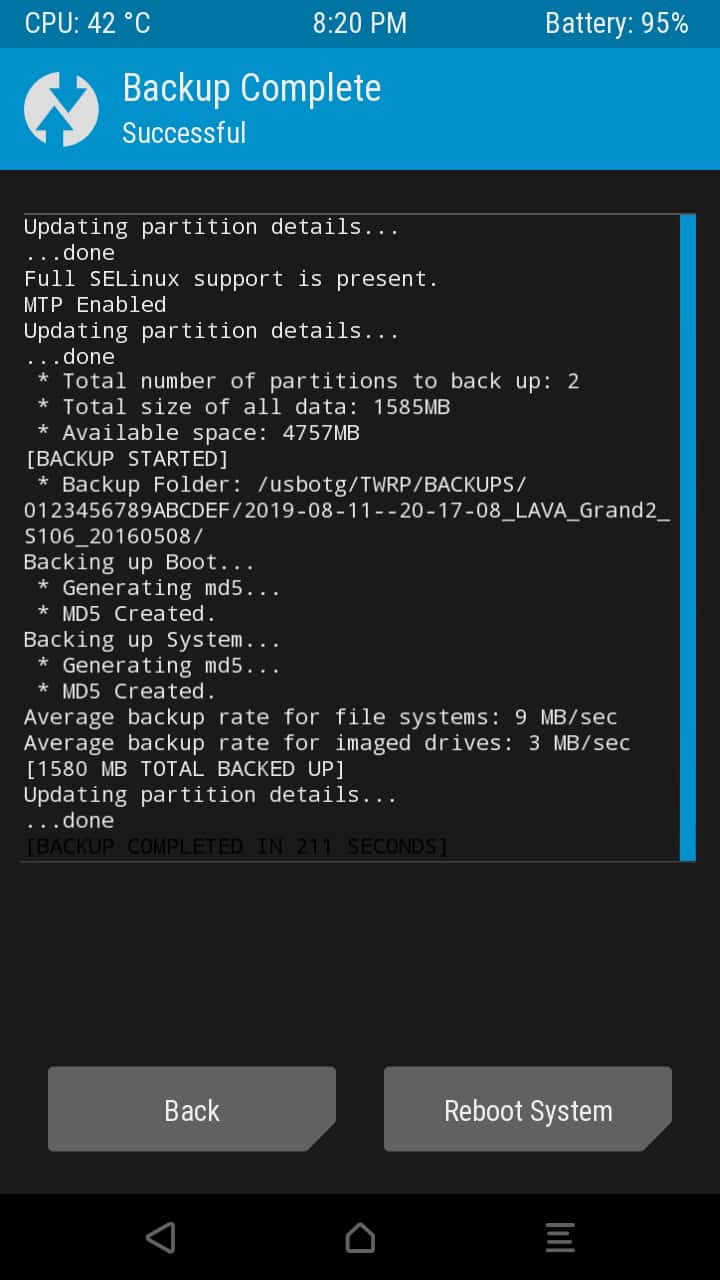 CPU: 42 °C 8:20 PM Battery: 95%
Backup Complete
Successful
Updating partition details...
...done
Full SELinux support is present.
MTP Enabled
Updating partition details...
...done
* Total number of partitions to back up: 2
* Total size of all data: 1585MB
* Available space: 4757MB
[BACKUP STARTED]
* Backup Folder: /usbotg/TWRP/BACKUPS/
0123456789ABCDEF/2019-08-11--20-17-08_LAVA_Grand2_
S106_20160508/
Backing up Boot...
* Generating md5...
* MD5 Created.
Backing up System...
* Generating md5...
* MD5 Created.
Average backup rate for file systems: 9 MB/sec
Average backup rate for imaged drives: 3 MB/sec
[1580 MB TOTAL BACKED UP]
Updating partition details...
...done
[BACKUP COMPLETED IN 211 SECONDS]
Back Reboot System